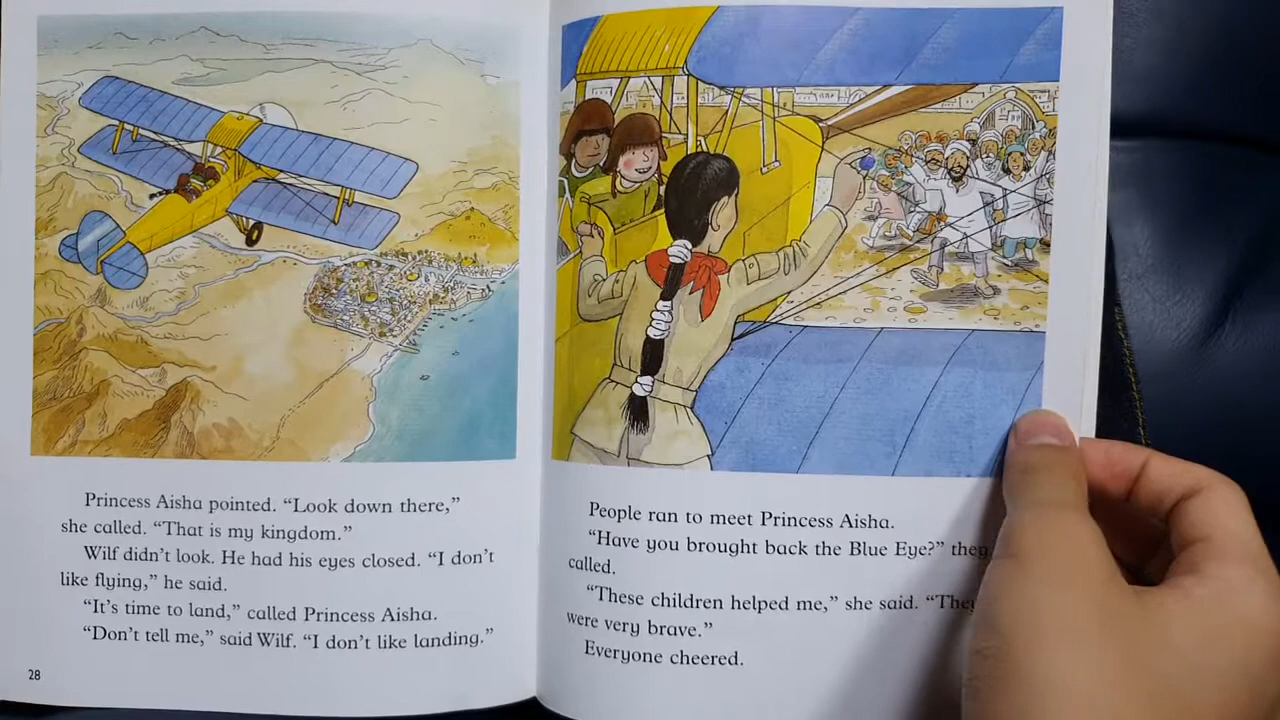 Princess Aisha pointed. “Look down there,”
she called. “That is my kingdom.”
Wilf didn’t look. He had his eyes closed. “I don’t
like flying,” he said.
“It’s time to land,” called Princess Aisha.
“Don’t tell me,” said Wilf. “I don’t like landing.”
28
People ran to meet Princess Aisha.
“Have you brought back the Blue Eye?” they
called.
“These children helped me,” she said. “They
were very brave.”
Everyone cheered.